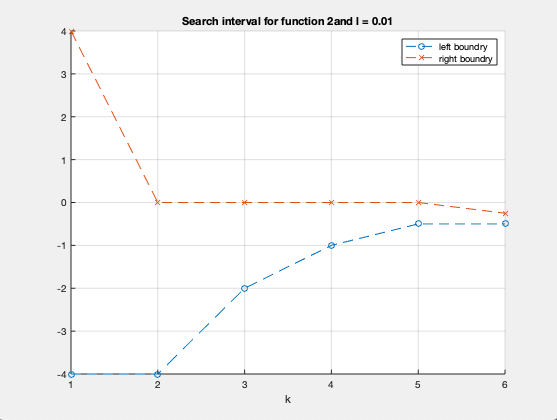 Search interval for function 2and l = 0.01
left boundry
right boundry
4
3
2
1
0
-1
-2
-3
-4
1 2 3 4 5 6
k